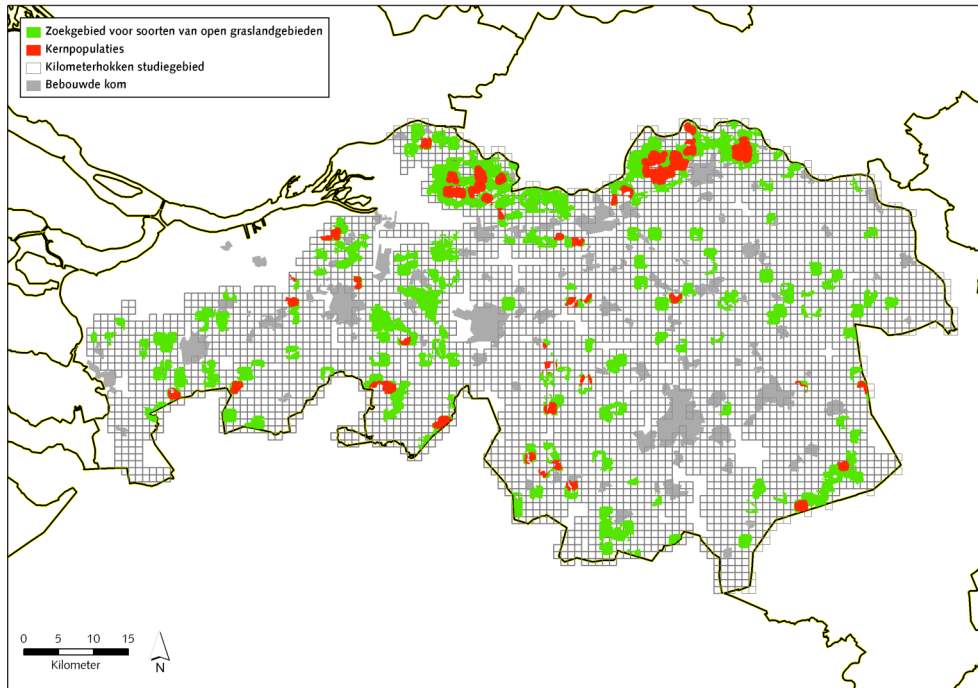 Zoekgebied voor soorten van open graslandgebieden
Kernpopulaties
Kilometerhokken studiegebied
Bebouwde kom
0 5 10 15
Kilometer
N